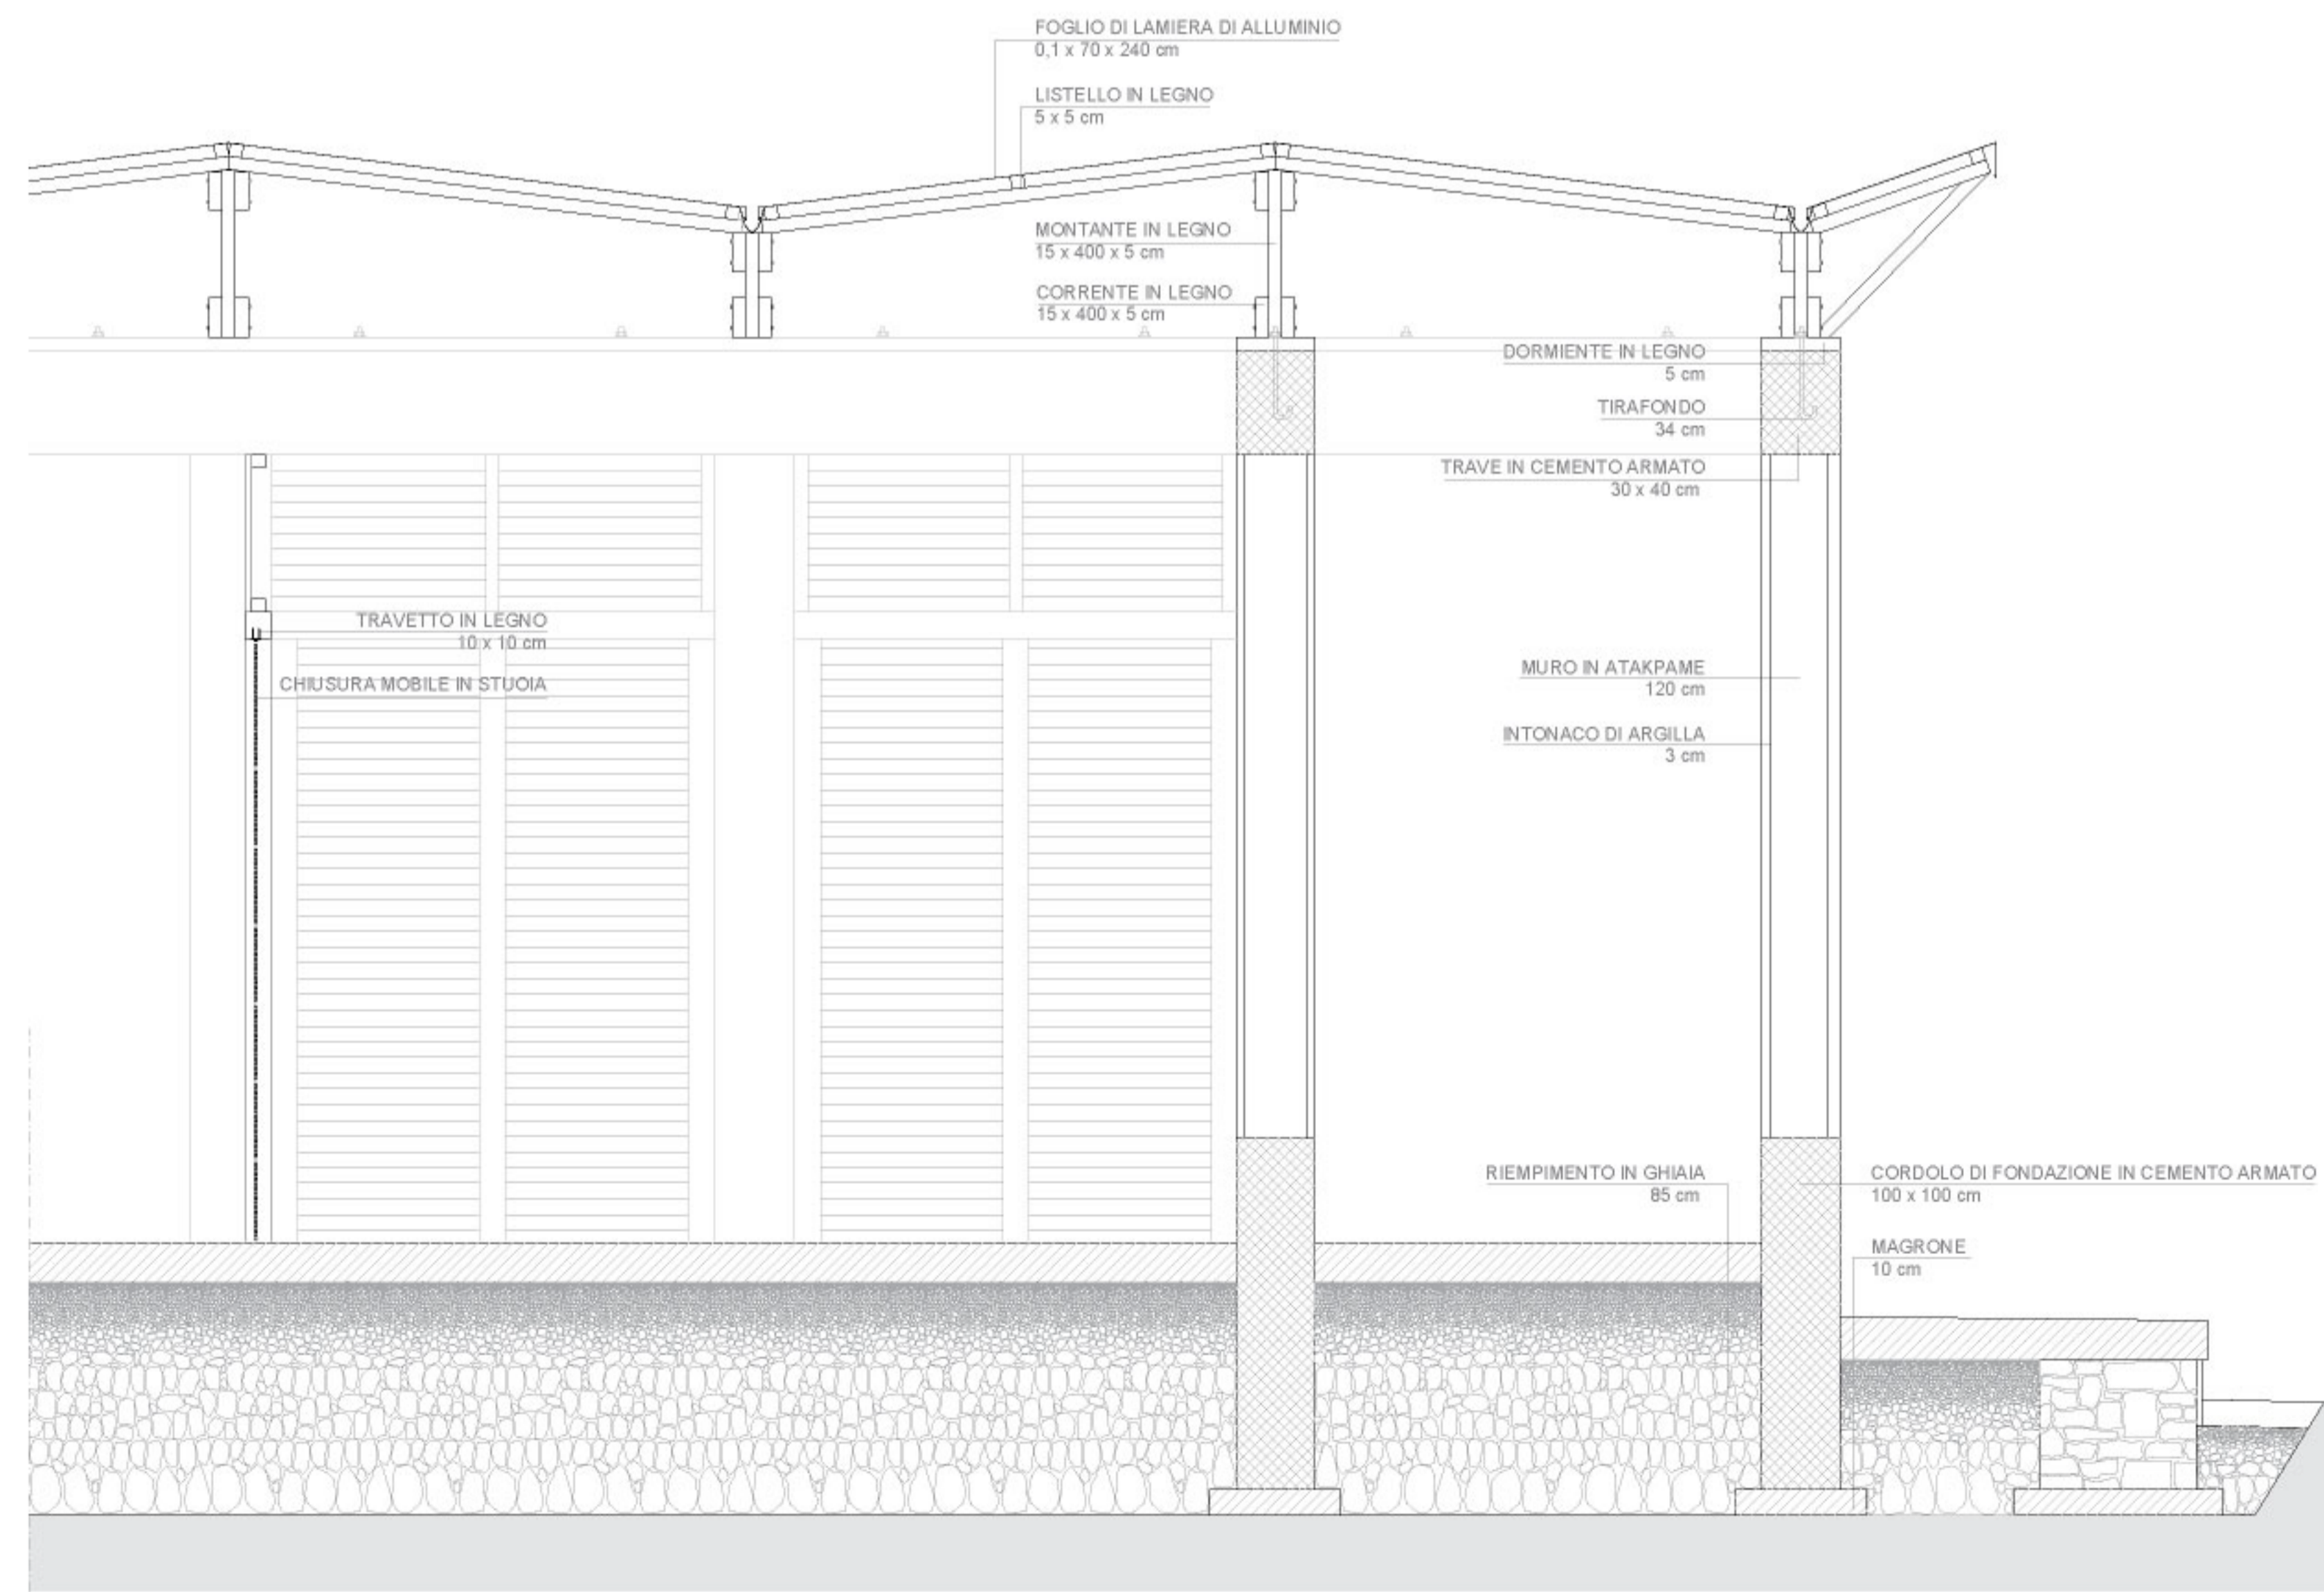 FOGLIO DI LAMIERA DI ALLUMINIO
0,1 x 70 x 240 cm
LISTELLO IN LEGNO
5 x 5 cm
MONTANTE IN LEGNO
15 x 400 x 5 cm
CORRENTE IN LEGNO
15 x 400 x 5 cm
DORMIENTE IN LEGNO
5 cm
TIRAFONDO
34 cm
TRAVE IN CEMENTO ARMATO
30 x 40 cm
TRAVETTO IN LEGNO
10 x 10 cm
CHIUSURA MOBILE IN STUOIA
MURO IN ATAKPAME
120 cm
INTONACO DI ARGILLA
3 cm
RIEMPIMENTO IN GHIAIA
85 cm
CORDOLO DI FONDAZIONE IN CEMENTO ARMATO
100 x 100 cm
MAGRONE
10 cm